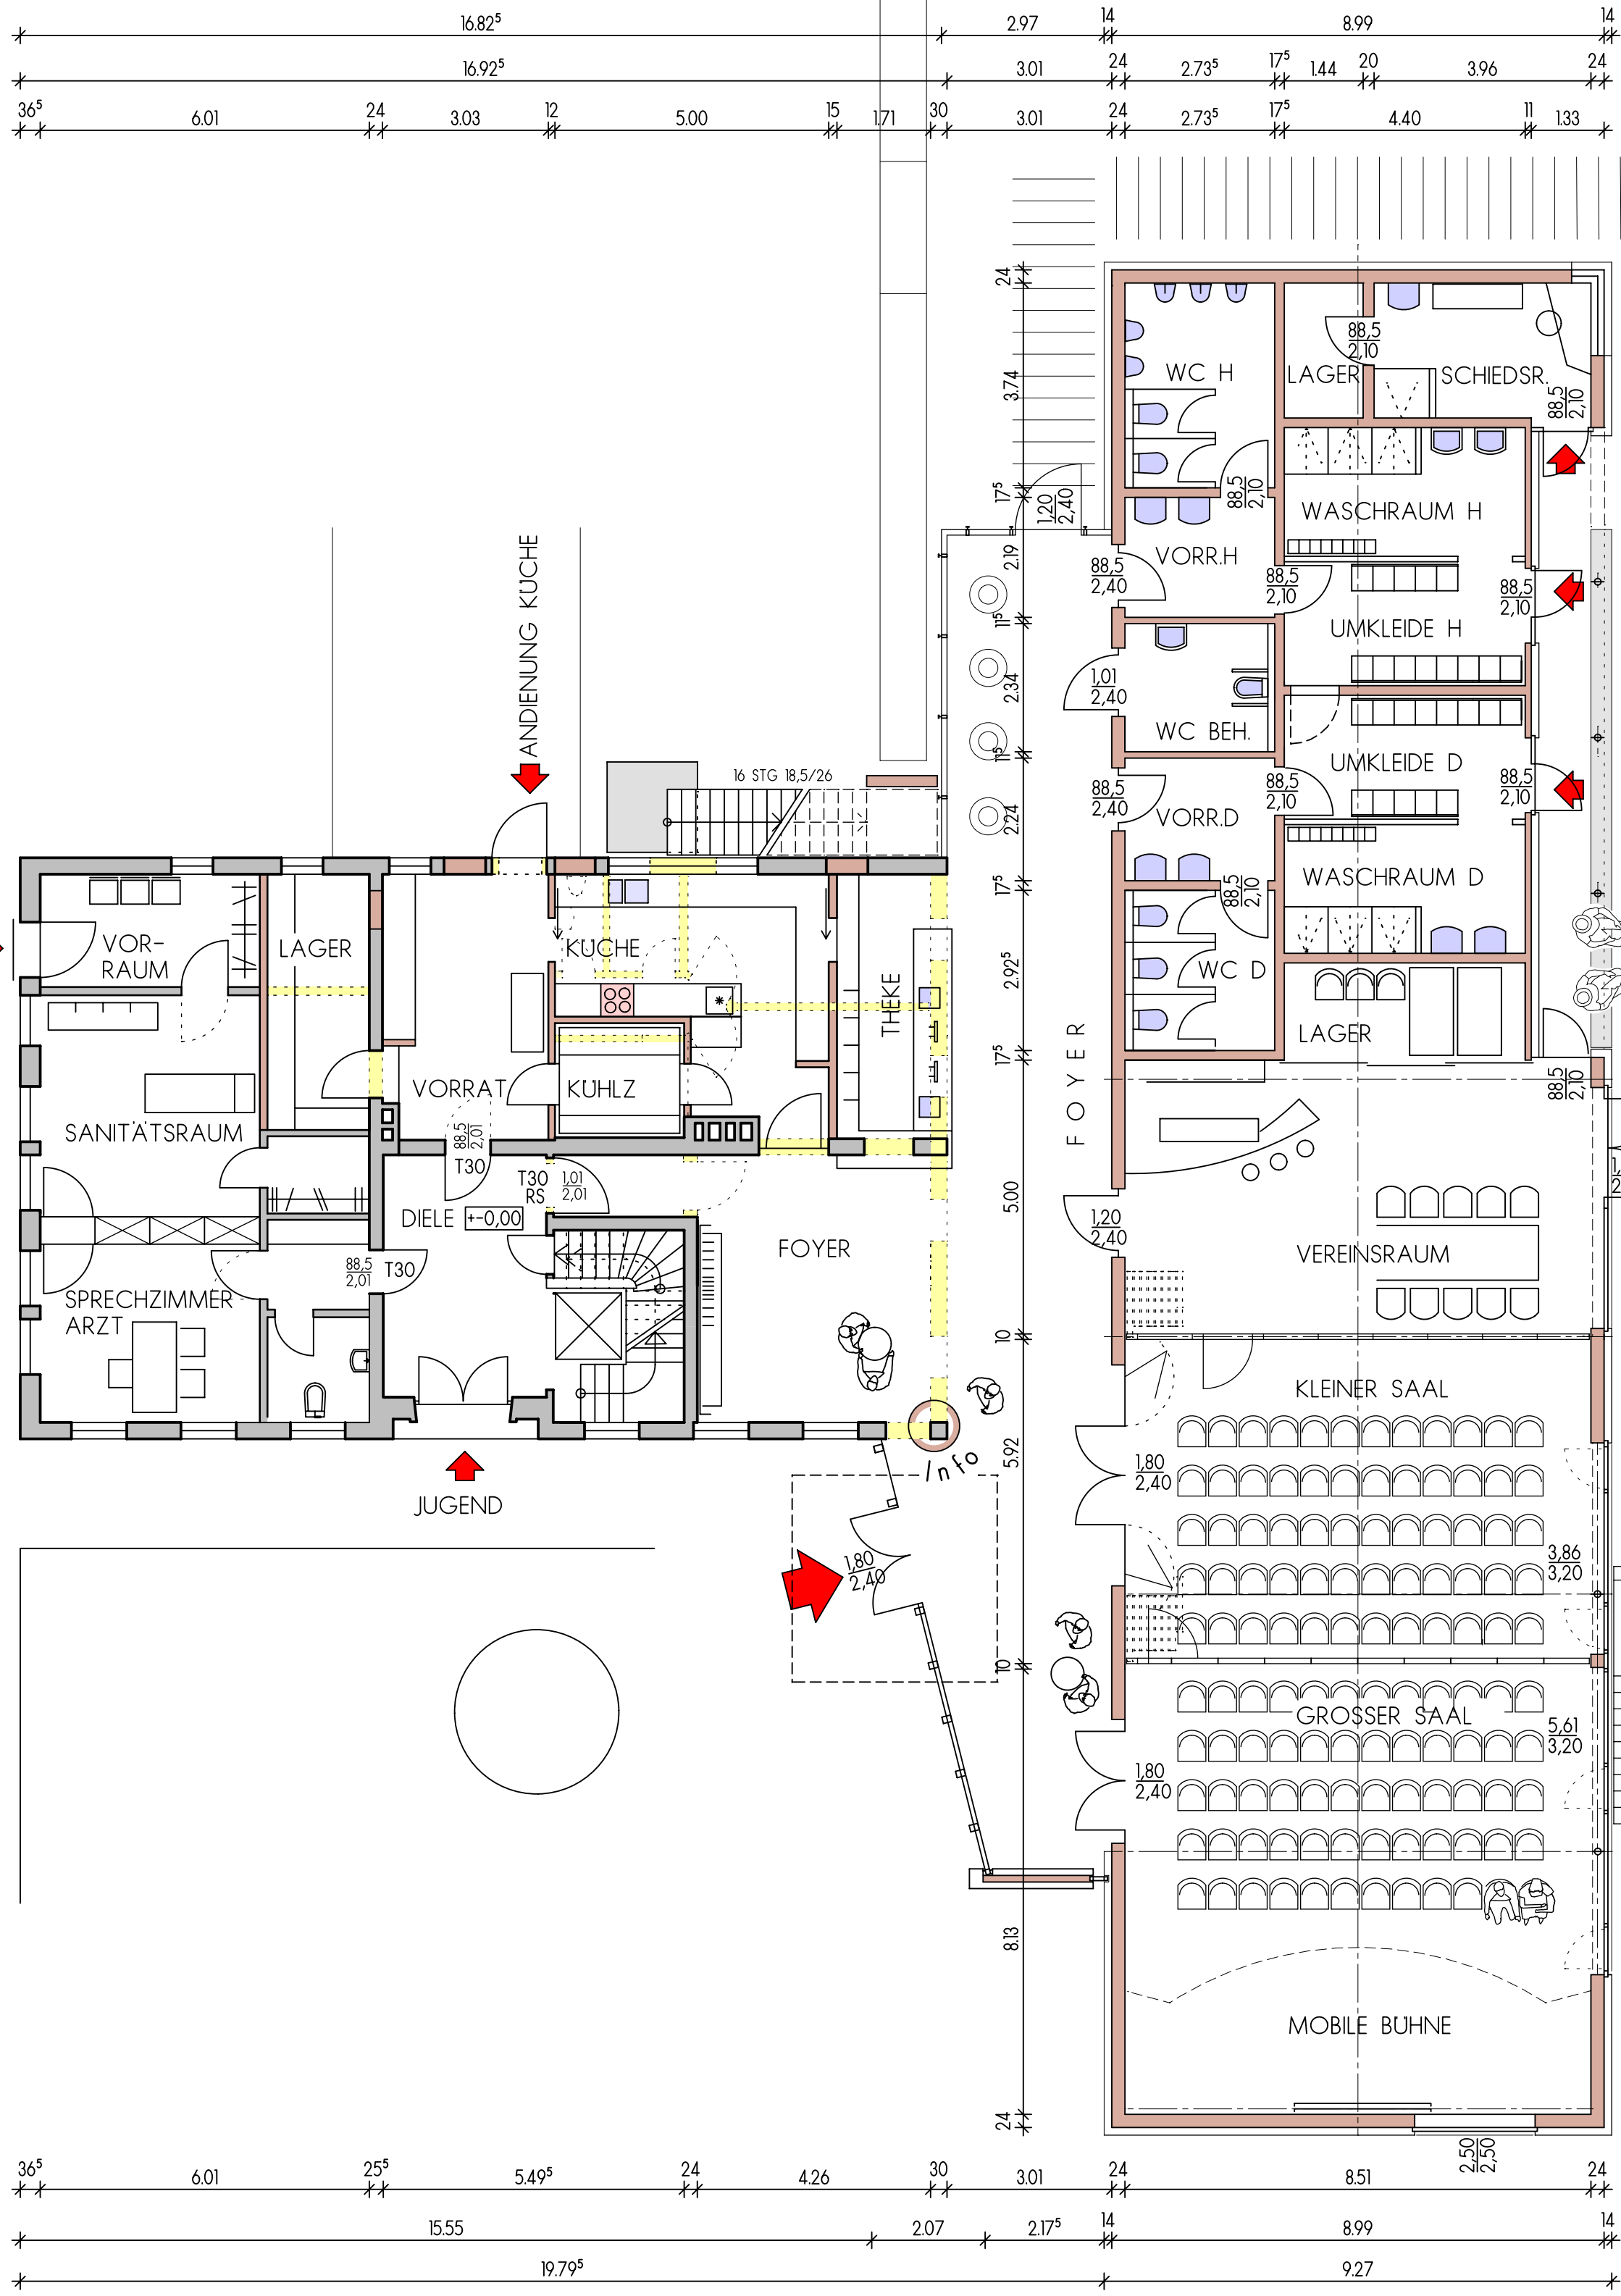 16.82⁵ 2.97 14 8.99 14
16.92⁵ 3.01 24 2.73⁵ 17⁵ 1.44 20 3.96 24
36⁵ 6.01 24 3.03 12 5.00 15 1.71 30 3.01 24 2.73⁵ 17⁵ 4.40 11 1.33
24
3.74
17⁵
2.19
11⁵
2.34
11⁵
2.24
17⁵
2.92⁵
17⁵
5.00
10
5.92
10
8.13
24
WC H
LAGER
88,5
2,10
SCHIEDSR.
88,5
2,10
88,5
2,10
1,20
2,40
WASCHRAUM H
VORR.H
88,5
2,40
88,5
2,10
88,5
2,10
UMKLEIDE H
1,01
2,40
WC BEH.
UMKLEIDE D
88,5
2,40
VORR.D
88,5
2,10
88,5
2,10
88,5
2,10
WASCHRAUM D
WC D
LAGER
88,5
2,10
FOYER
1,20
2,40
VEREINSRAUM
KLEINER SAAL
1,80
2,40
3,86
3,20
GROSSER SAAL
5,61
3,20
1,80
2,40
MOBILE BÜHNE
2,50
2,50
ANDIENUNG KÜCHE
16 STG 18,5/26
VOR-
RAUM
LAGER
KÜCHE
THEKE
VORRAT
KÜHLZ
SANITÄTSRAUM
88,5
2,01
T30
T30
RS
1,01
2,01
DIELE +-0,00
FOYER
88,5
2,01
T30
SPRECHZIMMER
ARZT
Info
JUGEND
1,80
2,40
36⁵ 6.01 25⁵ 5.49⁵ 24 4.26 30 3.01 24 8.51 24
15.55 2.07 2.17⁵ 14 8.99 14
19.79⁵ 9.27